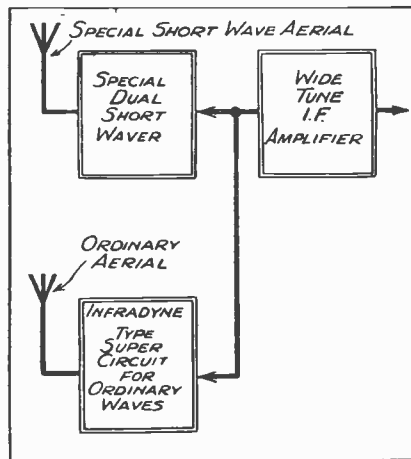 SPECIAL SHORT WAVE AERIAL
SPECIAL
DUAL
SHORT
WAVER
WIDE
TUNE
I.F.
AMPLIFIER
ORDINARY
AERIAL
INFRADYNE
TYPE
SUPER
CIRCUIT
FOR
ORDINARY
WAVES